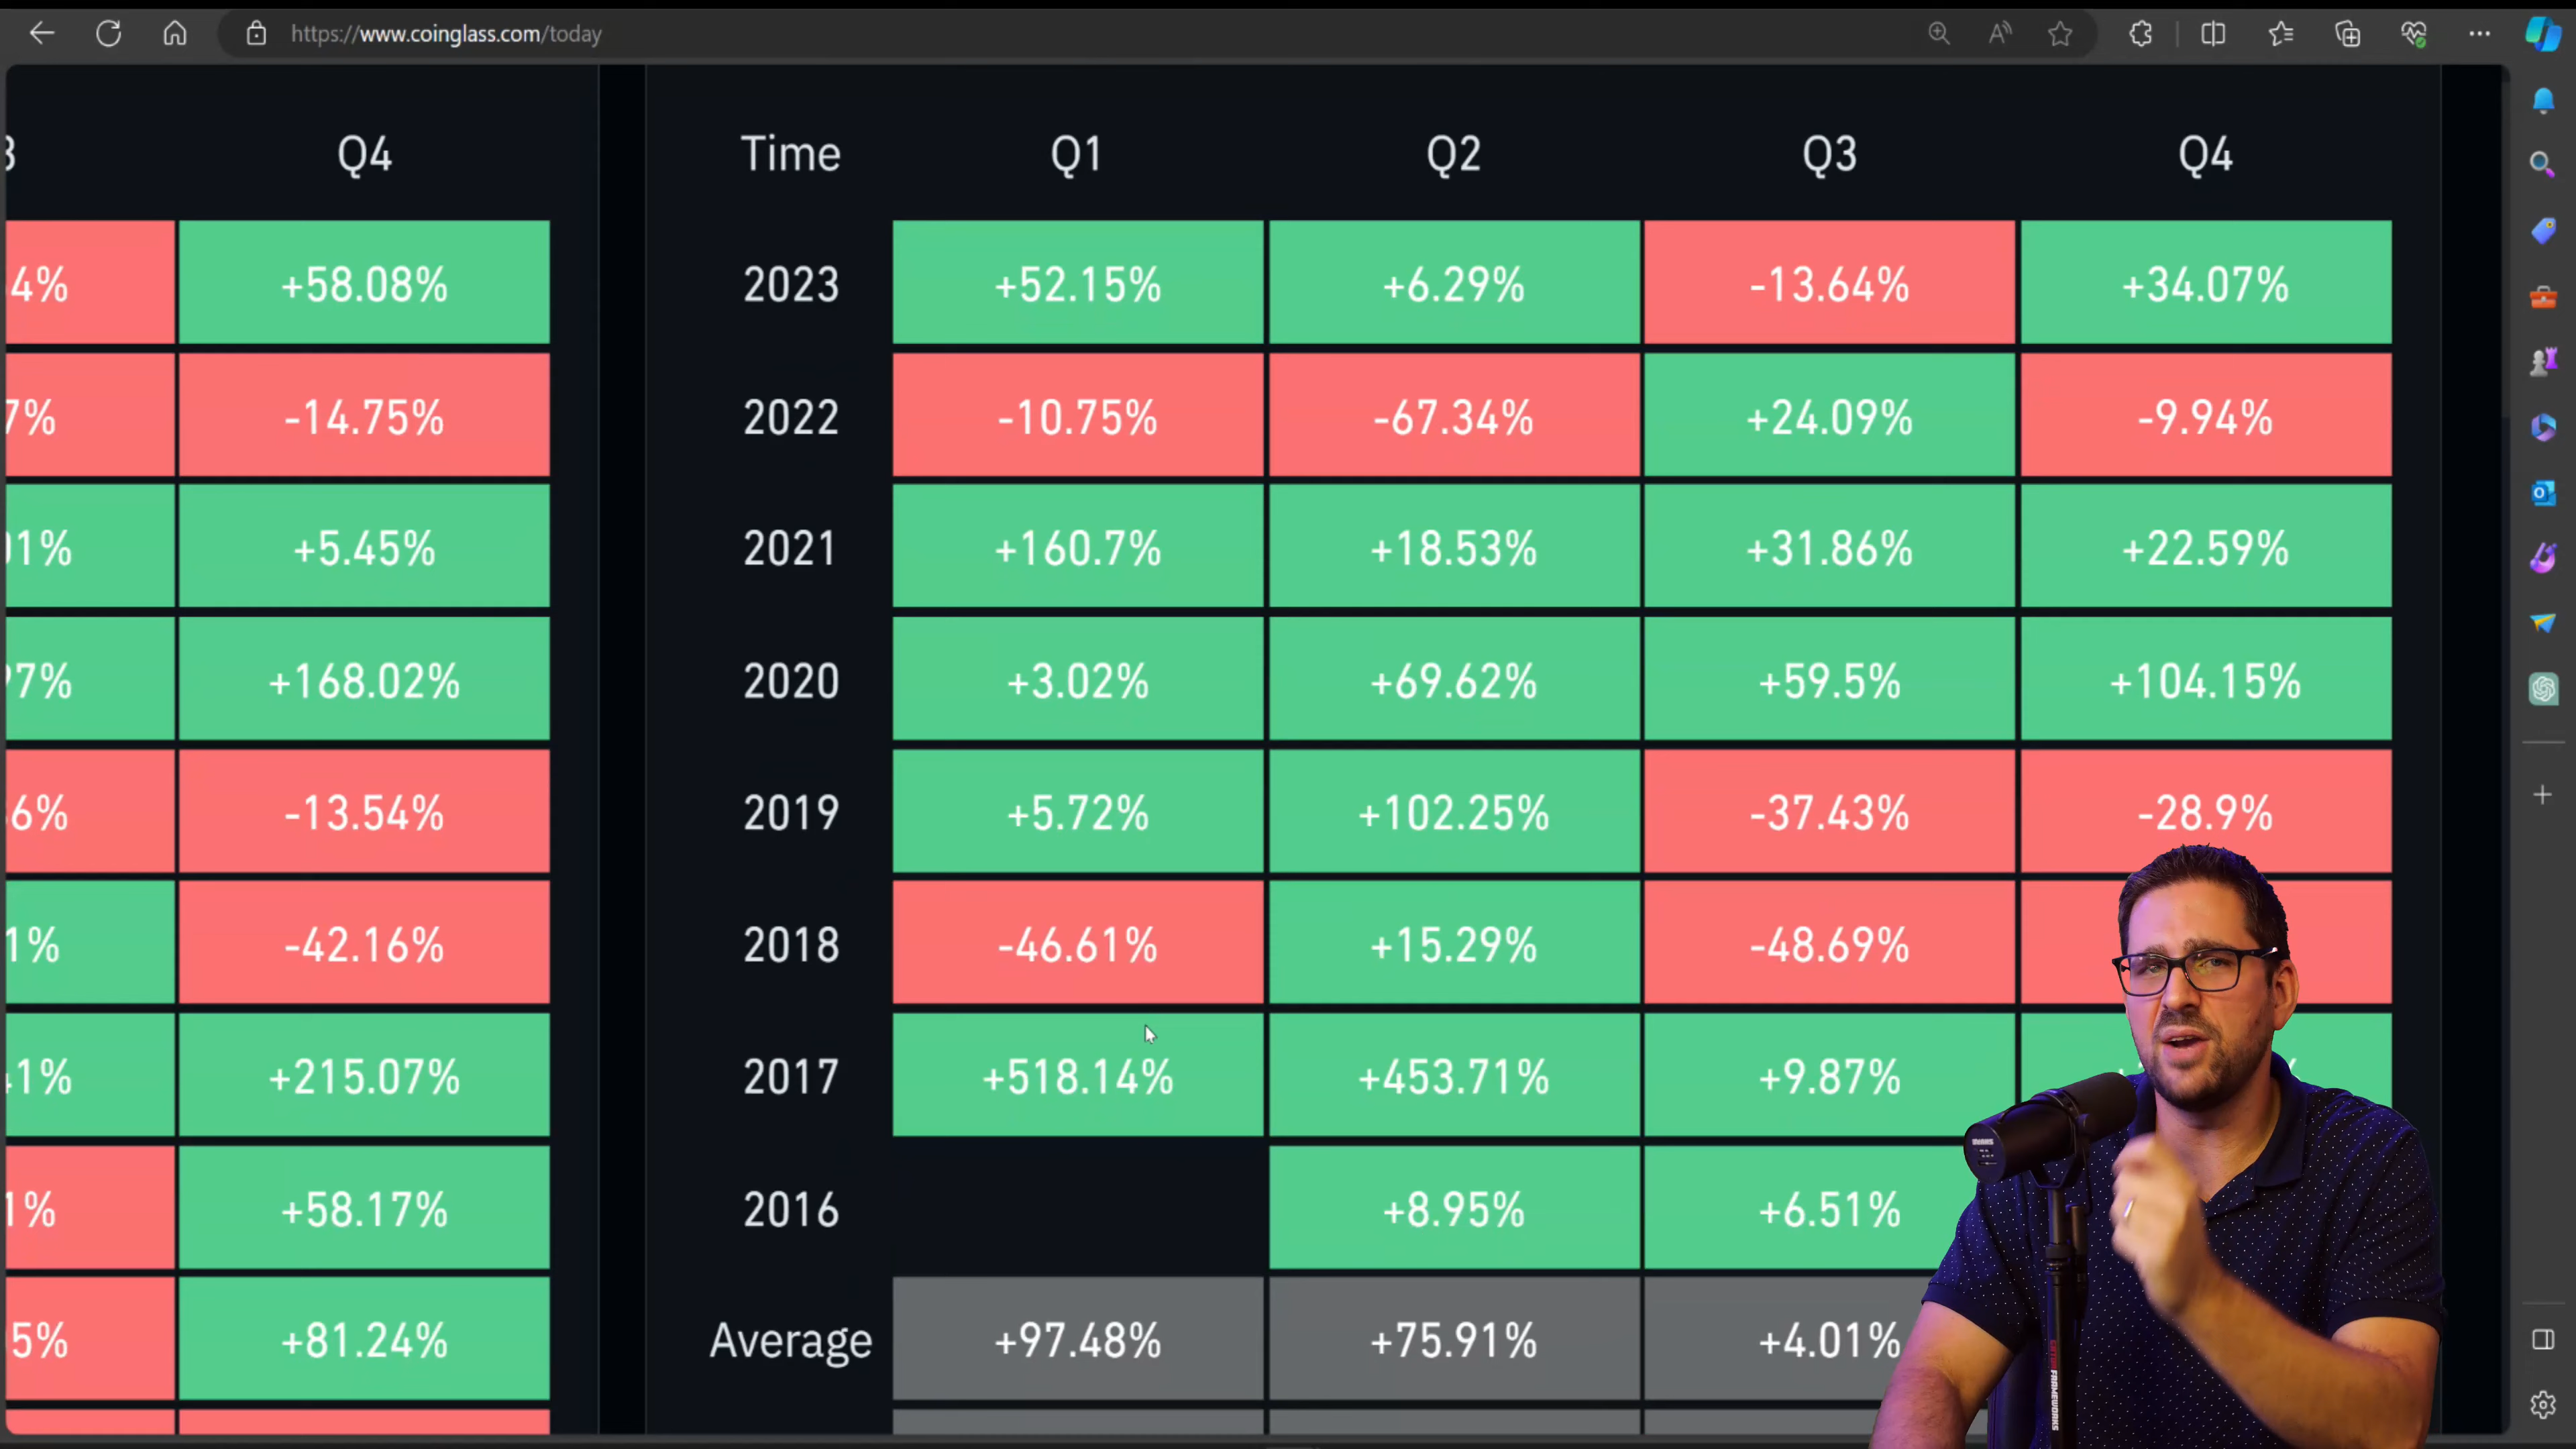 https://www.coinglass.com/today
Q4
Time Q1 Q2 Q3 Q4
4% +58.08% 2023 +52.15% +6.29% -13.64% +34.07%
7% -14.75% 2022 -10.75% -67.34% +24.09% -9.94%
01% +5.45% 2021 +160.7% +18.53% +31.86% +22.59%
97% +168.02% 2020 +3.02% +69.62% +59.5% +104.15%
6% -13.54% 2019 +5.72% +102.25% -37.43% -28.9%
1% -42.16% 2018 -46.61% +15.29% -48.69%
41% +215.07% 2017 +518.14% +453.71% +9.87%
1% +58.17% 2016 +8.95% +6.51%
5% +81.24% Average +97.48% +75.91% +4.01%
FRAMEWORKS